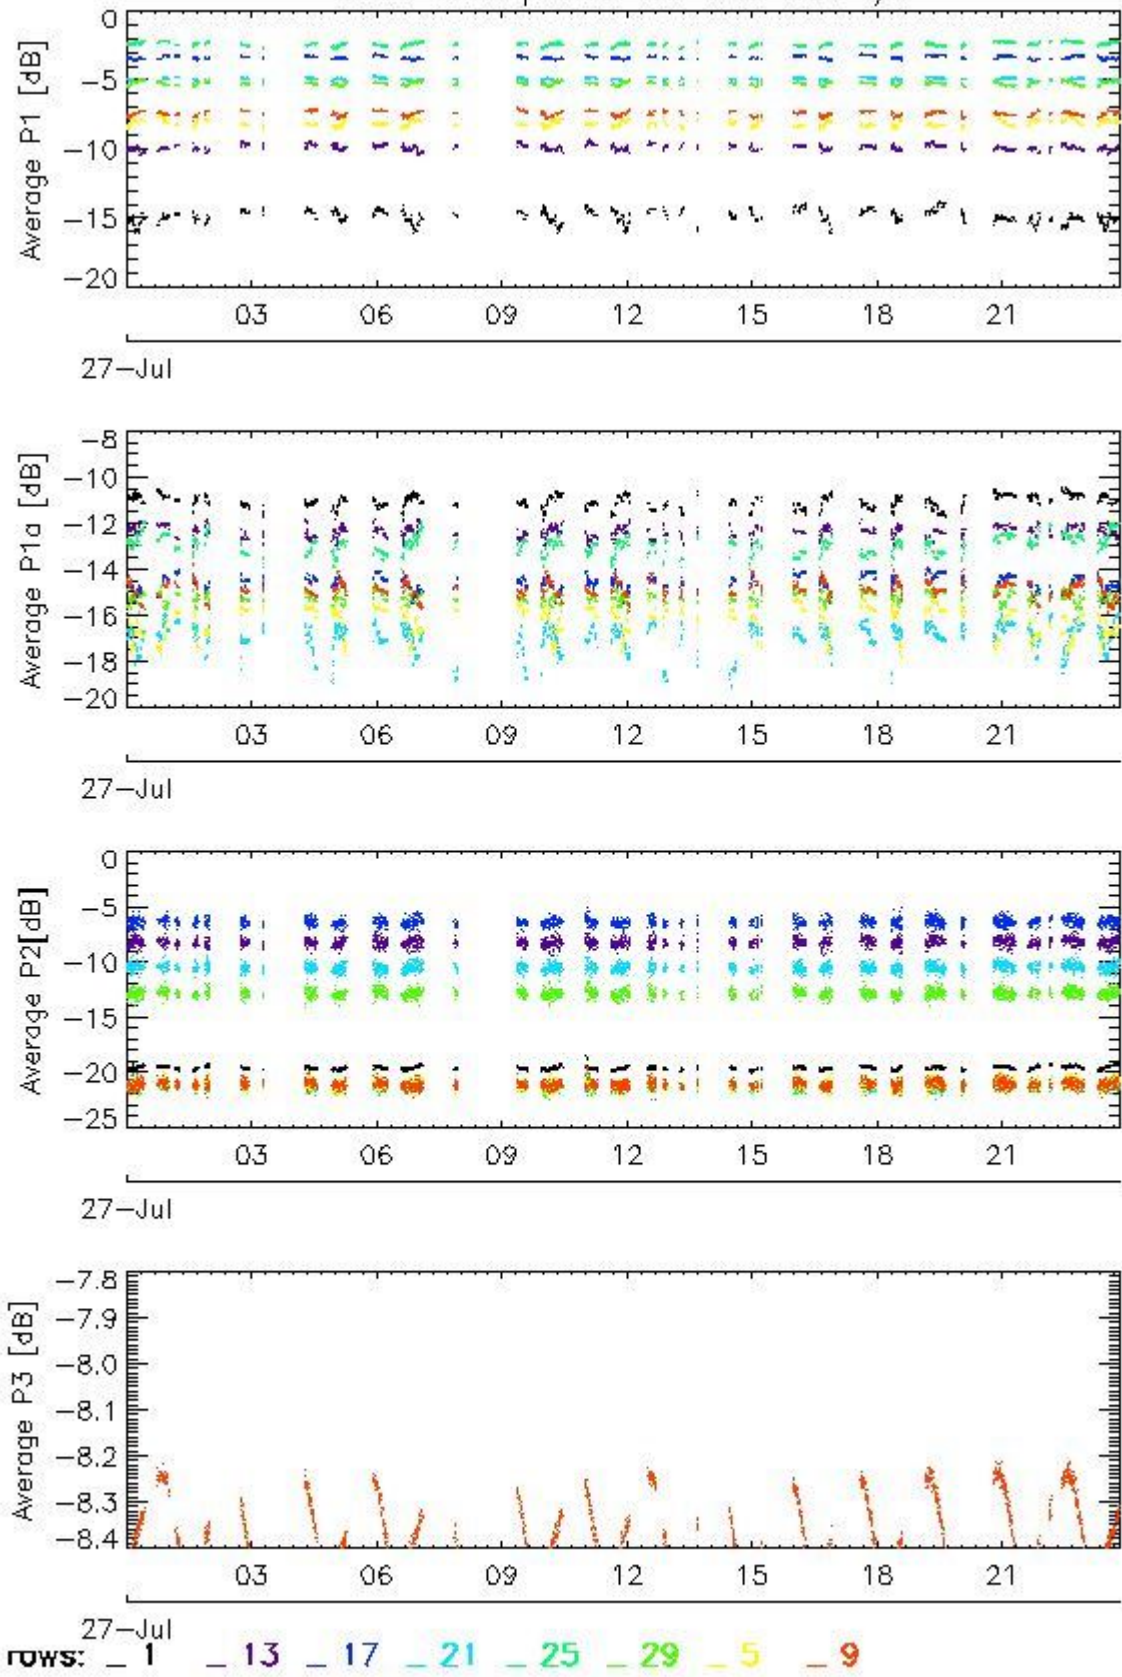 Average P1 [dB]
0
−5
−10
−15
−20
03 06 09 12 15 18 21
27−Jul
Average P1a [dB]
−8
−10
−12
−14
−16
−18
−20
03 06 09 12 15 18 21
27−Jul
Average P2[dB]
0
−5
−10
−15
−20
−25
03 06 09 12 15 18 21
27−Jul
Average P3 [dB]
−7.8
−7.9
−8.0
−8.1
−8.2
−8.3
−8.4
03 06 09 12 15 18 21
27−Jul
rows: _ 1 _ 13 _ 17 _ 21 _ 25 _ 29 _ 5 _ 9